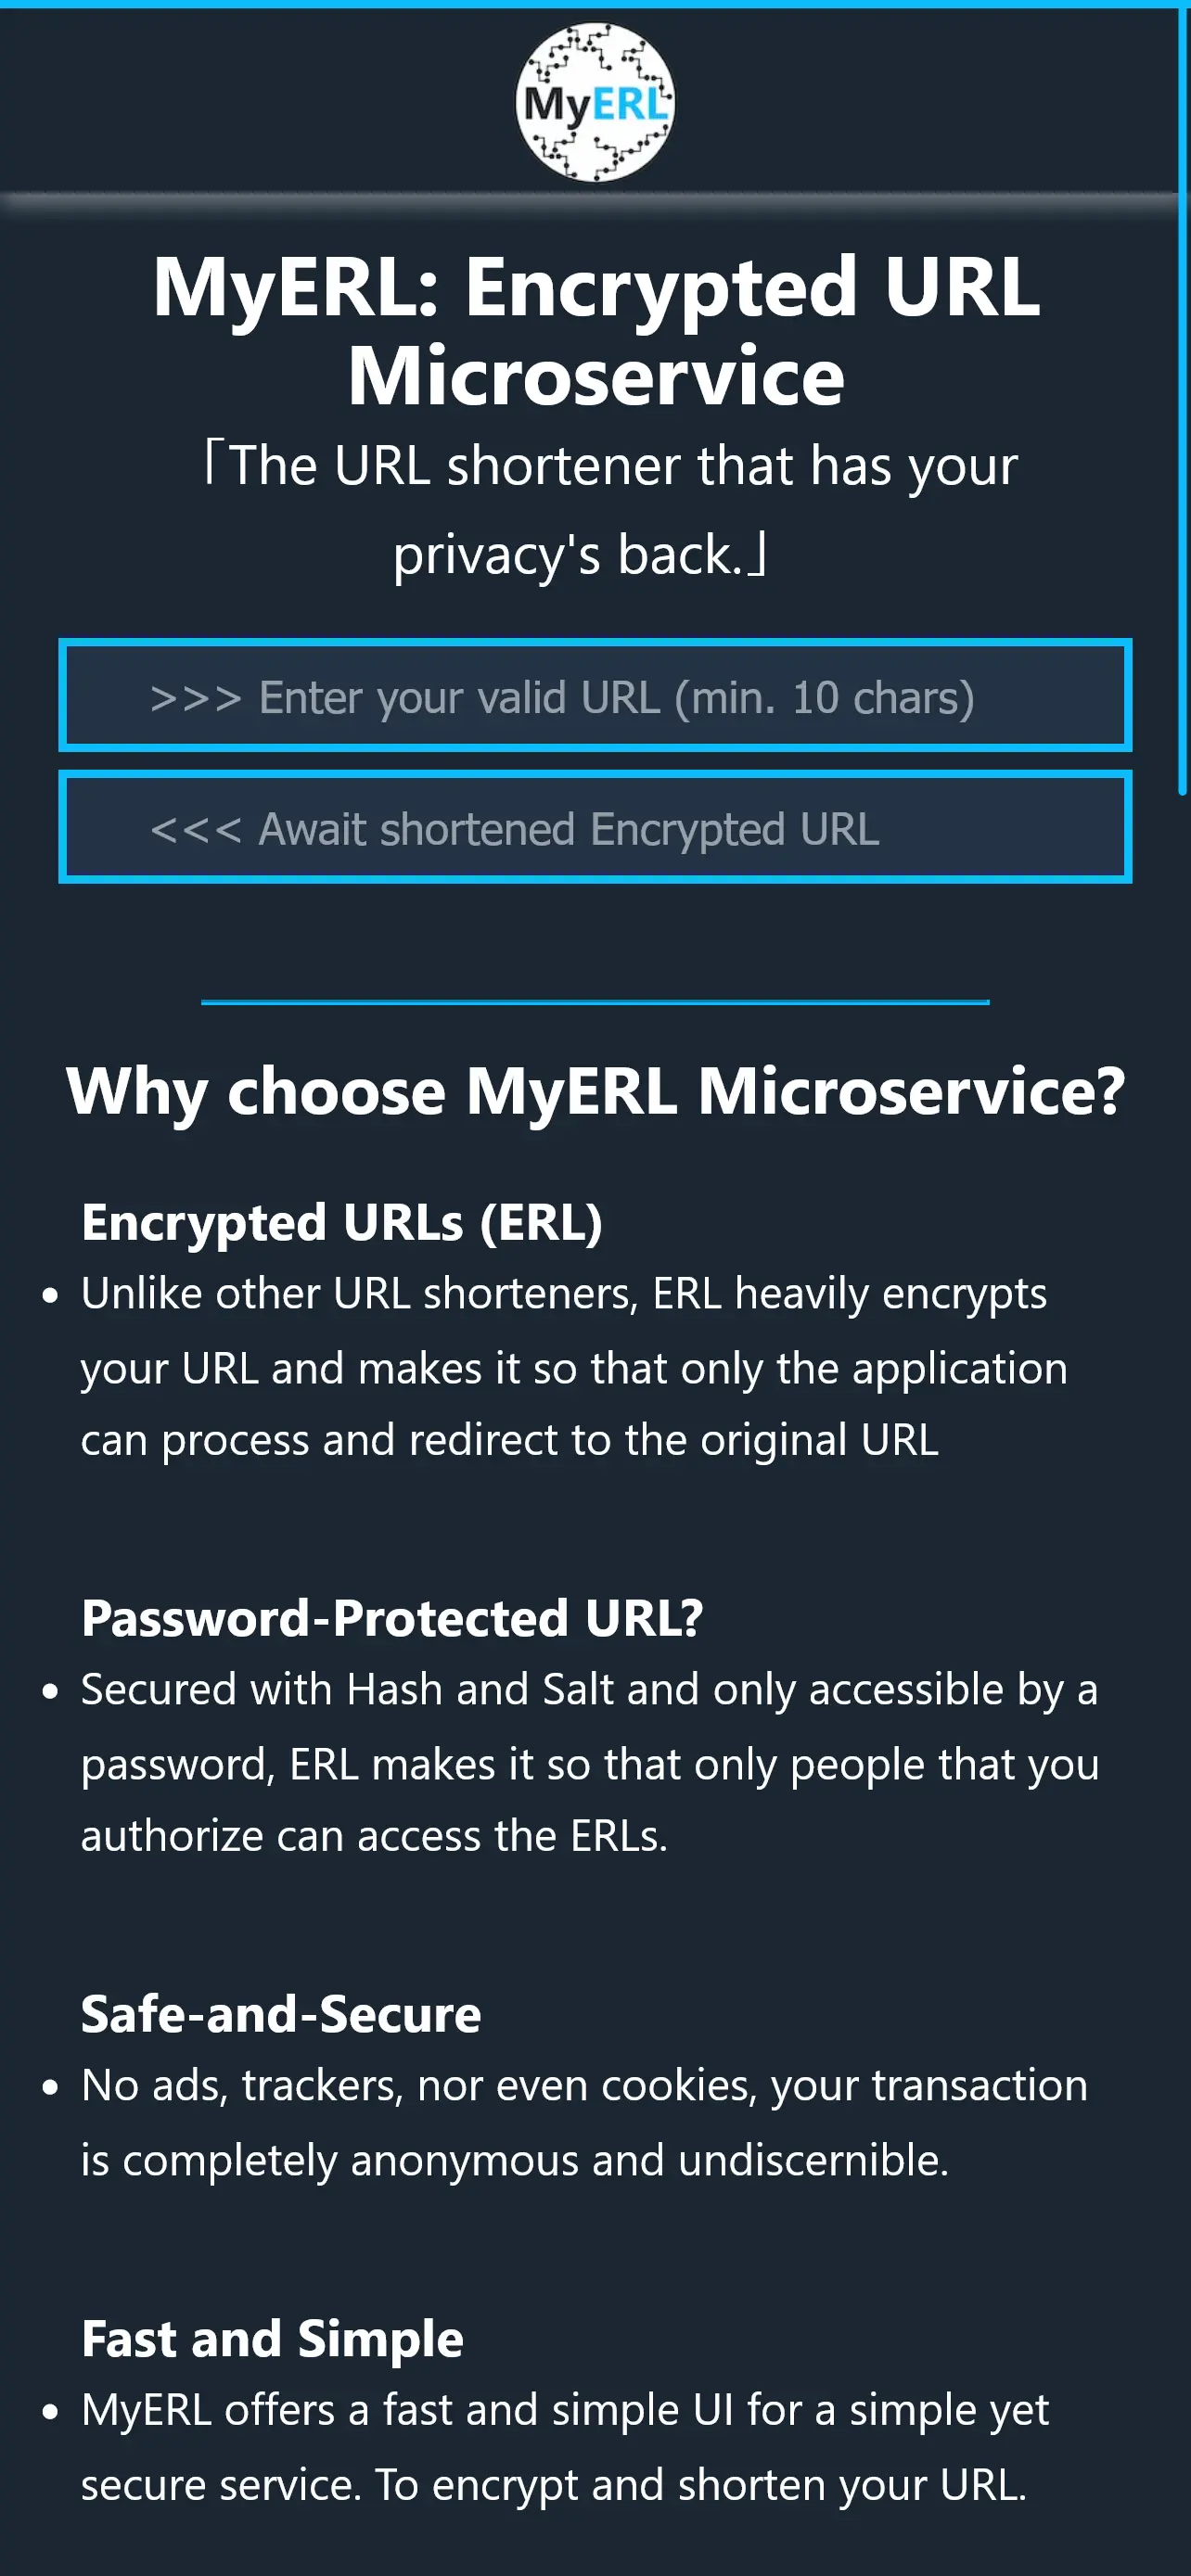 MyERL
MyERL: Encrypted URL
Microservice
「The URL shortener that has your
privacy's back.」
>>> Enter your valid URL (min. 10 chars)
<<< Await shortened Encrypted URL
Why choose MyERL Microservice?
Encrypted URLs (ERL)
• Unlike other URL shorteners, ERL heavily encrypts
your URL and makes it so that only the application
can process and redirect to the original URL
Password-Protected URL?
• Secured with Hash and Salt and only accessible by a
password, ERL makes it so that only people that you
authorize can access the ERLs.
Safe-and-Secure
• No ads, trackers, nor even cookies, your transaction
is completely anonymous and undiscernible.
Fast and Simple
• MyERL offers a fast and simple UI for a simple yet
secure service. To encrypt and shorten your URL.